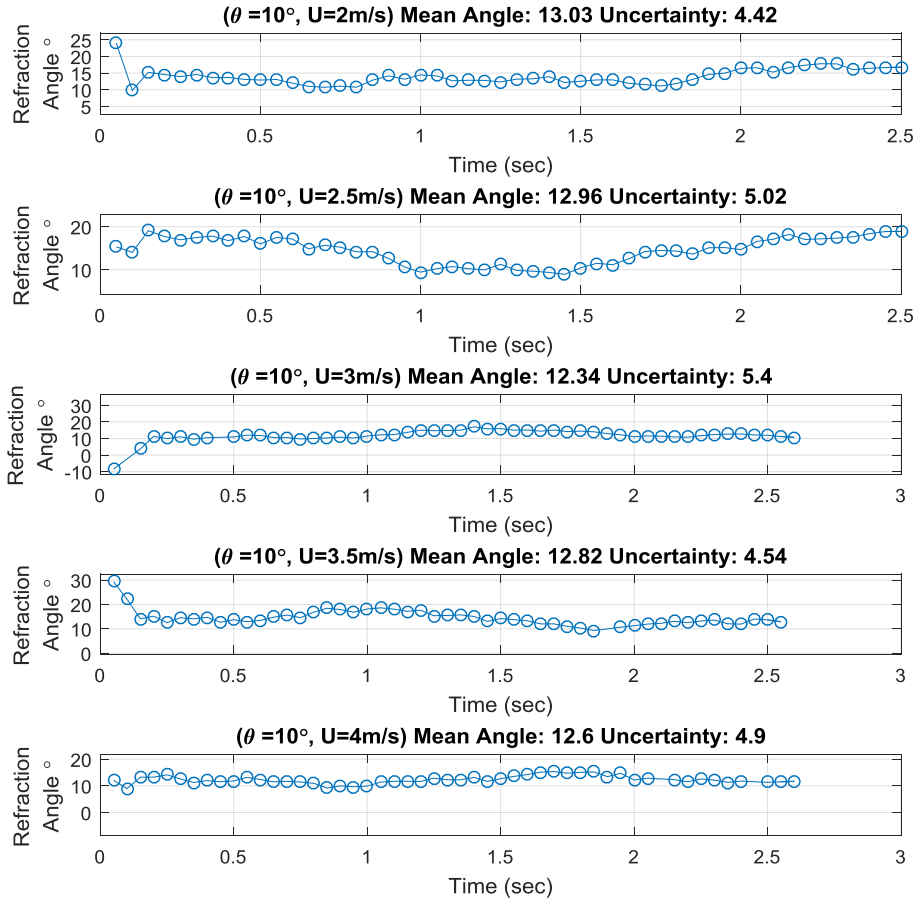 (θ =10°, U=2m/s) Mean Angle: 13.03 Uncertainty: 4.42
Refraction
Angle °
25
20
15
10
5
0 0.5 1 1.5 2 2.5
Time (sec)
(θ =10°, U=2.5m/s) Mean Angle: 12.96 Uncertainty: 5.02
Refraction
Angle °
20
10
0 0.5 1 1.5 2 2.5
Time (sec)
(θ =10°, U=3m/s) Mean Angle: 12.34 Uncertainty: 5.4
Refraction
Angle °
30
20
10
0
-10
0 0.5 1 1.5 2 2.5 3
Time (sec)
(θ =10°, U=3.5m/s) Mean Angle: 12.82 Uncertainty: 4.54
Refraction
Angle °
30
20
10
0
0 0.5 1 1.5 2 2.5 3
Time (sec)
(θ =10°, U=4m/s) Mean Angle: 12.6 Uncertainty: 4.9
Refraction
Angle °
20
10
0
0 0.5 1 1.5 2 2.5 3
Time (sec)